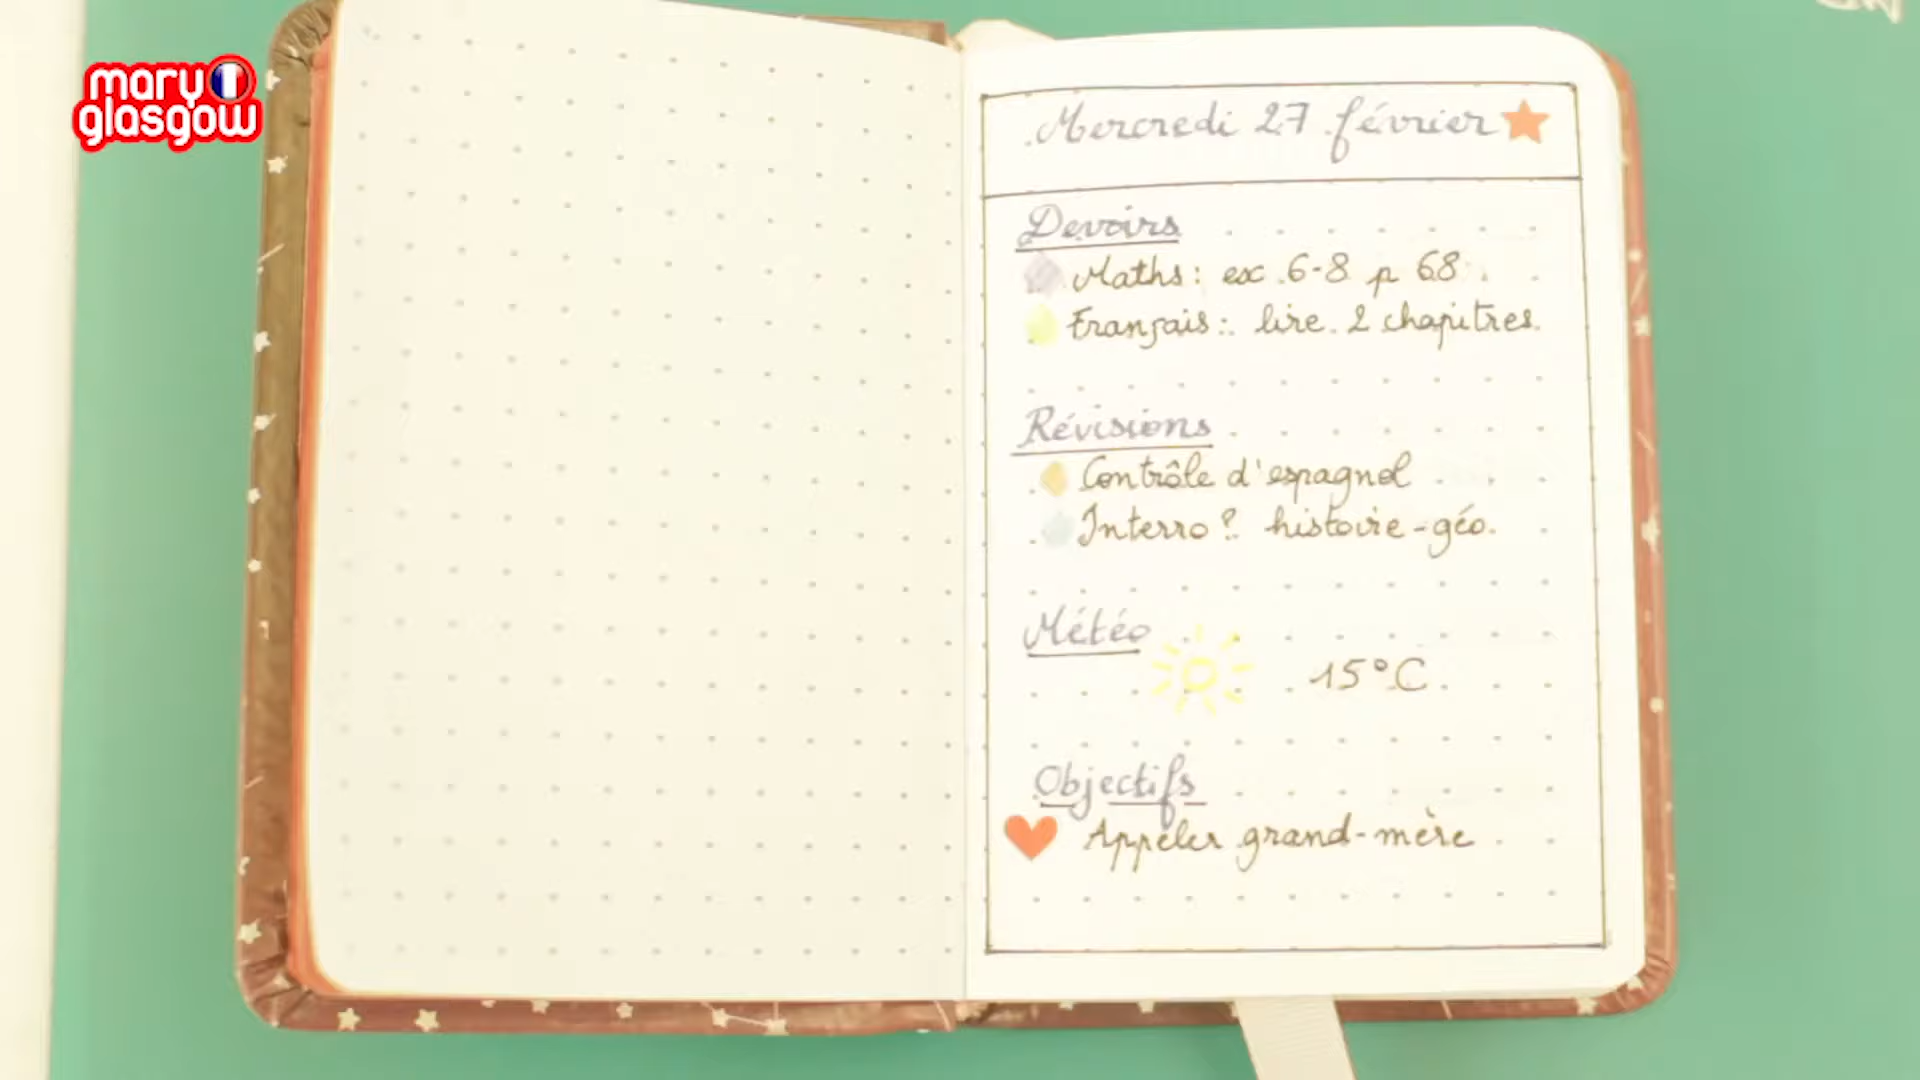 mary
glasgow
Mercredi 27 février
Devoirs
Maths: exc 6-8 p 68
Français: lire 2 chapitres
Révisions
Contrôle d'espagnol
Interro? histoire-géo.
Météo
15°C
Objectifs
Appeler grand-mère